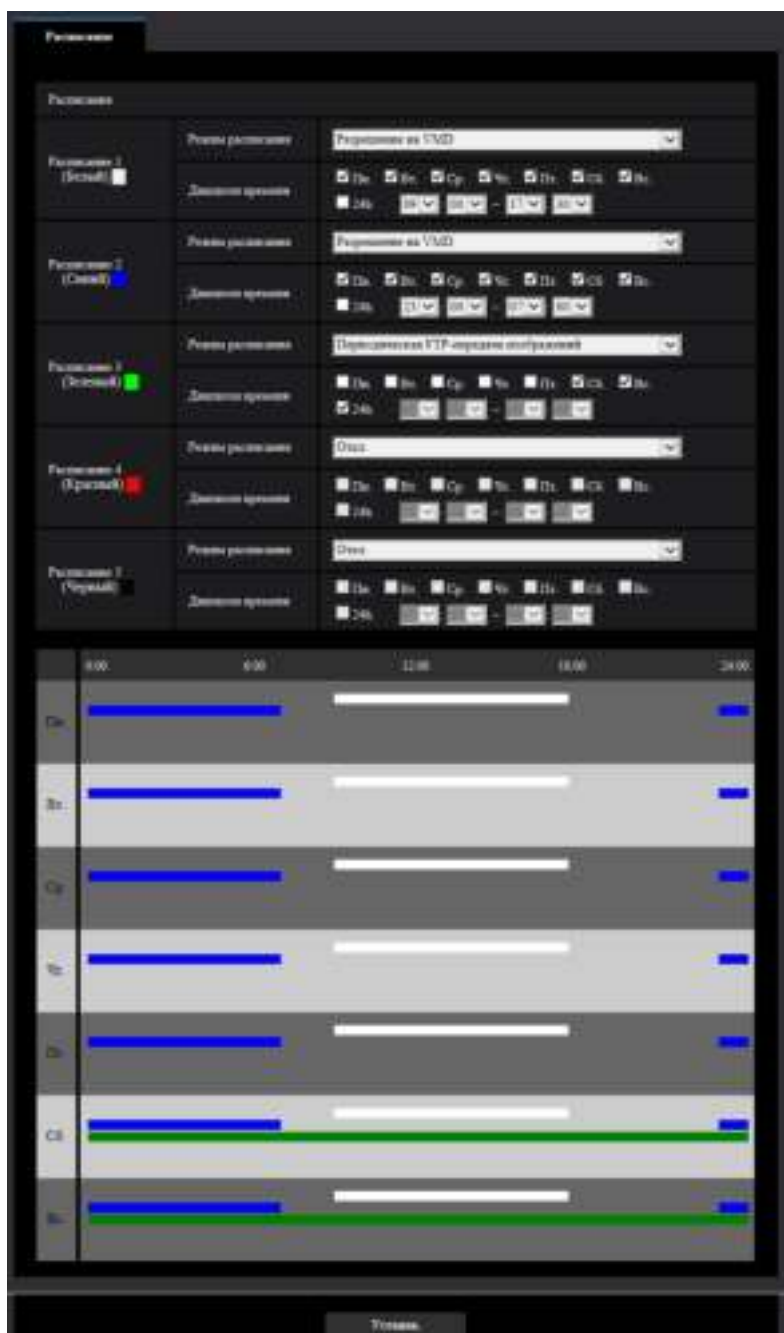 Расписание
Расписание
Расписание 1
(Белый)
Режим расписания
Разрешение на VMD
Диапазон времени
Пн. Вт. Ср. Чт. Пт. Сб. Вс.
24h
Расписание 2
(Синий)
Режим расписания
Разрешение на VMD
Диапазон времени
Пн. Вт. Ср. Чт. Пт. Сб. Вс.
24h
Расписание 3
(Зеленый)
Режим расписания
Периодическая FTP-передача изображений
Диапазон времени
Пн. Вт. Ср. Чт. Пт. Сб. Вс.
24h
Расписание 4
(Красный)
Режим расписания
Откл.
Диапазон времени
Пн. Вт. Ср. Чт. Пт. Сб. Вс.
24h
Расписание 5
(Черный)
Режим расписания
Откл.
Диапазон времени
Пн. Вт. Ср. Чт. Пт. Сб. Вс.
24h
0:00 6:00 12:00 18:00 24:00
Пн.
Вт.
Ср.
Чт.
Пт.
Сб.
Вс.
Установ.